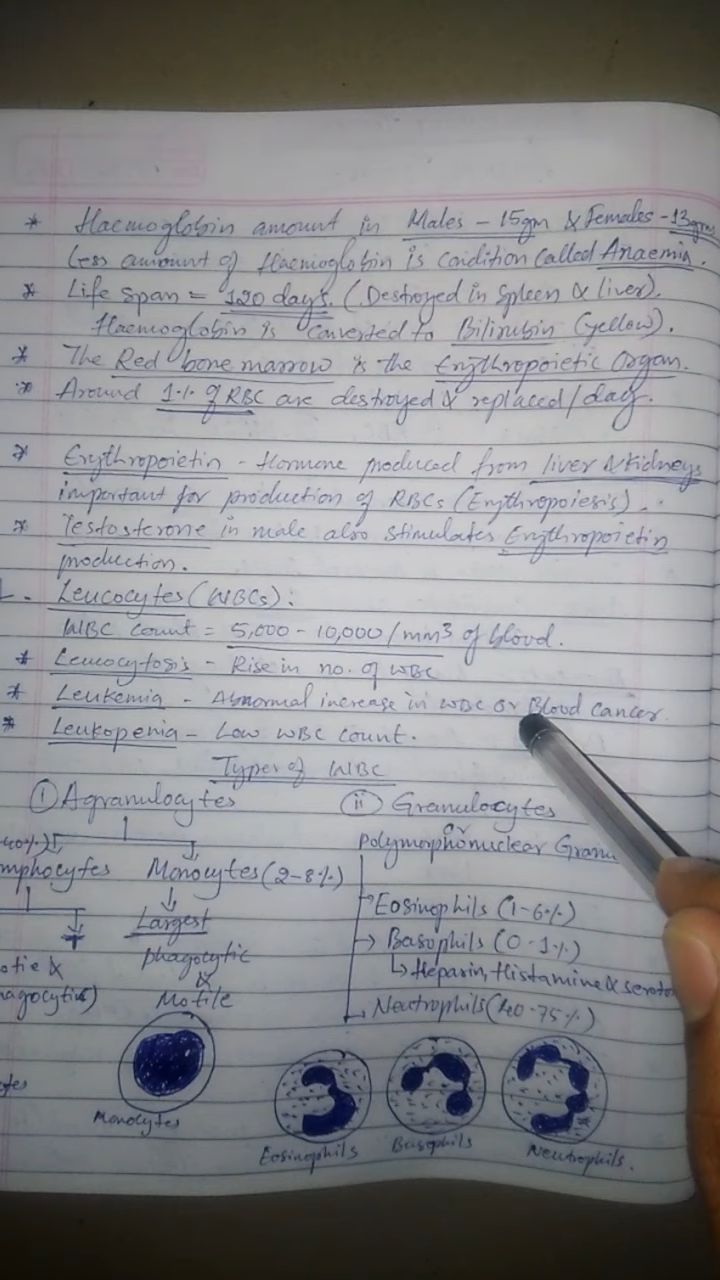 * Haemoglobin amount in Males - 15gm & Females - 13gm
Less amount of Haemoglobin is condition called Anaemia.
* Life span = 120 days. (Destroyed in Spleen & liver).
Haemoglobin is converted to Bilirubin (yellow).
* The Red bone marrow is the Erythropoietic Organ.
* Around 1% of RBC are destroyed & replaced/day.
* Erythropoietin - Hormone produced from liver & Kidneys
important for production of RBCs (Erythropoiesis).
* Testosterone in male also stimulates Erythropoietin
production.
Leucocytes (WBCs):
WBC Count = 5,000 - 10,000/mm3 of blood.
* Leucocytosis - Rise in no. of WBC
* Leukemia - Abnormal increase in WBC or Blood cancer.
* Leukopenia - Low WBC count.
Types of WBC
① Agranulocytes
ⅱ Granulocytes
or
40%)
Polymorphonuclear Granu
mphocytes
Monocytes (2-8%)
Largest
phagocytic
&
Motile
otile &
hagocytic)
Eosinophils (1-6%)
Basophils (0-1%)
Heparin, Histamine & seroto
Neutrophils (40-75%)
Monocytes
Eosinophils
Basophils
Neutrophils.